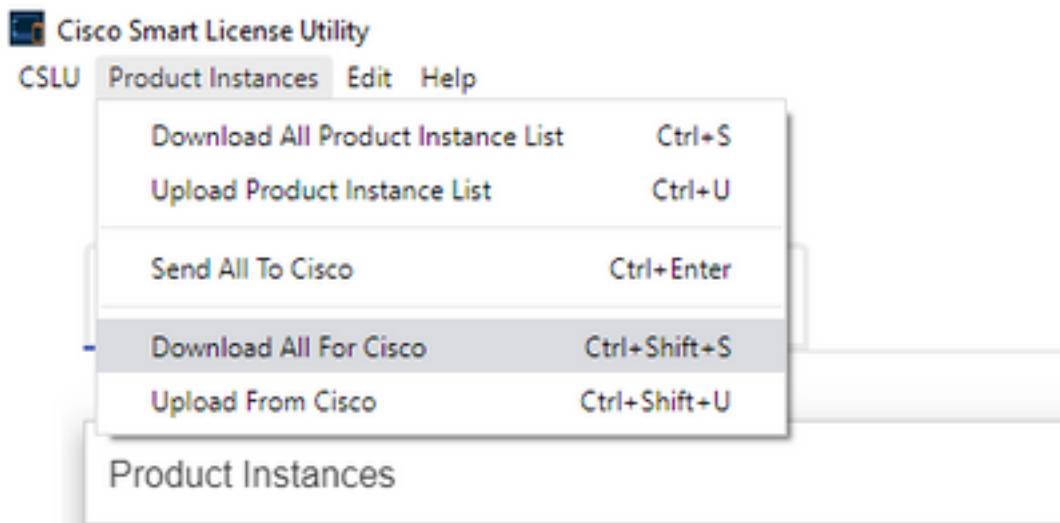 Cisco Smart License Utility
CSLU Product Instances Edit Help
Download All Product Instance List Ctrl+S
Upload Product Instance List Ctrl+U
Send All To Cisco Ctrl+Enter
Download All For Cisco Ctrl+Shift+S
Upload From Cisco Ctrl+Shift+U
Product Instances